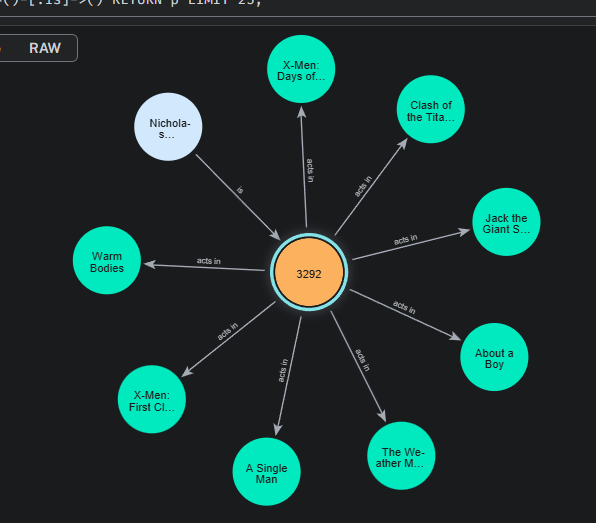 ()-[:is]->() RETURN p LIMIT 25;
RAW
X-Men:
Days of...
Clash of
the Tita...
Nichola-
s...
acts in
acts in
is
Jack the
Giant S...
acts in
Warm
Bodies
acts in
3292
acts in
About a
Boy
acts in
acts in
acts in
X-Men:
First Cl...
The We-
ather M...
A Single
Man